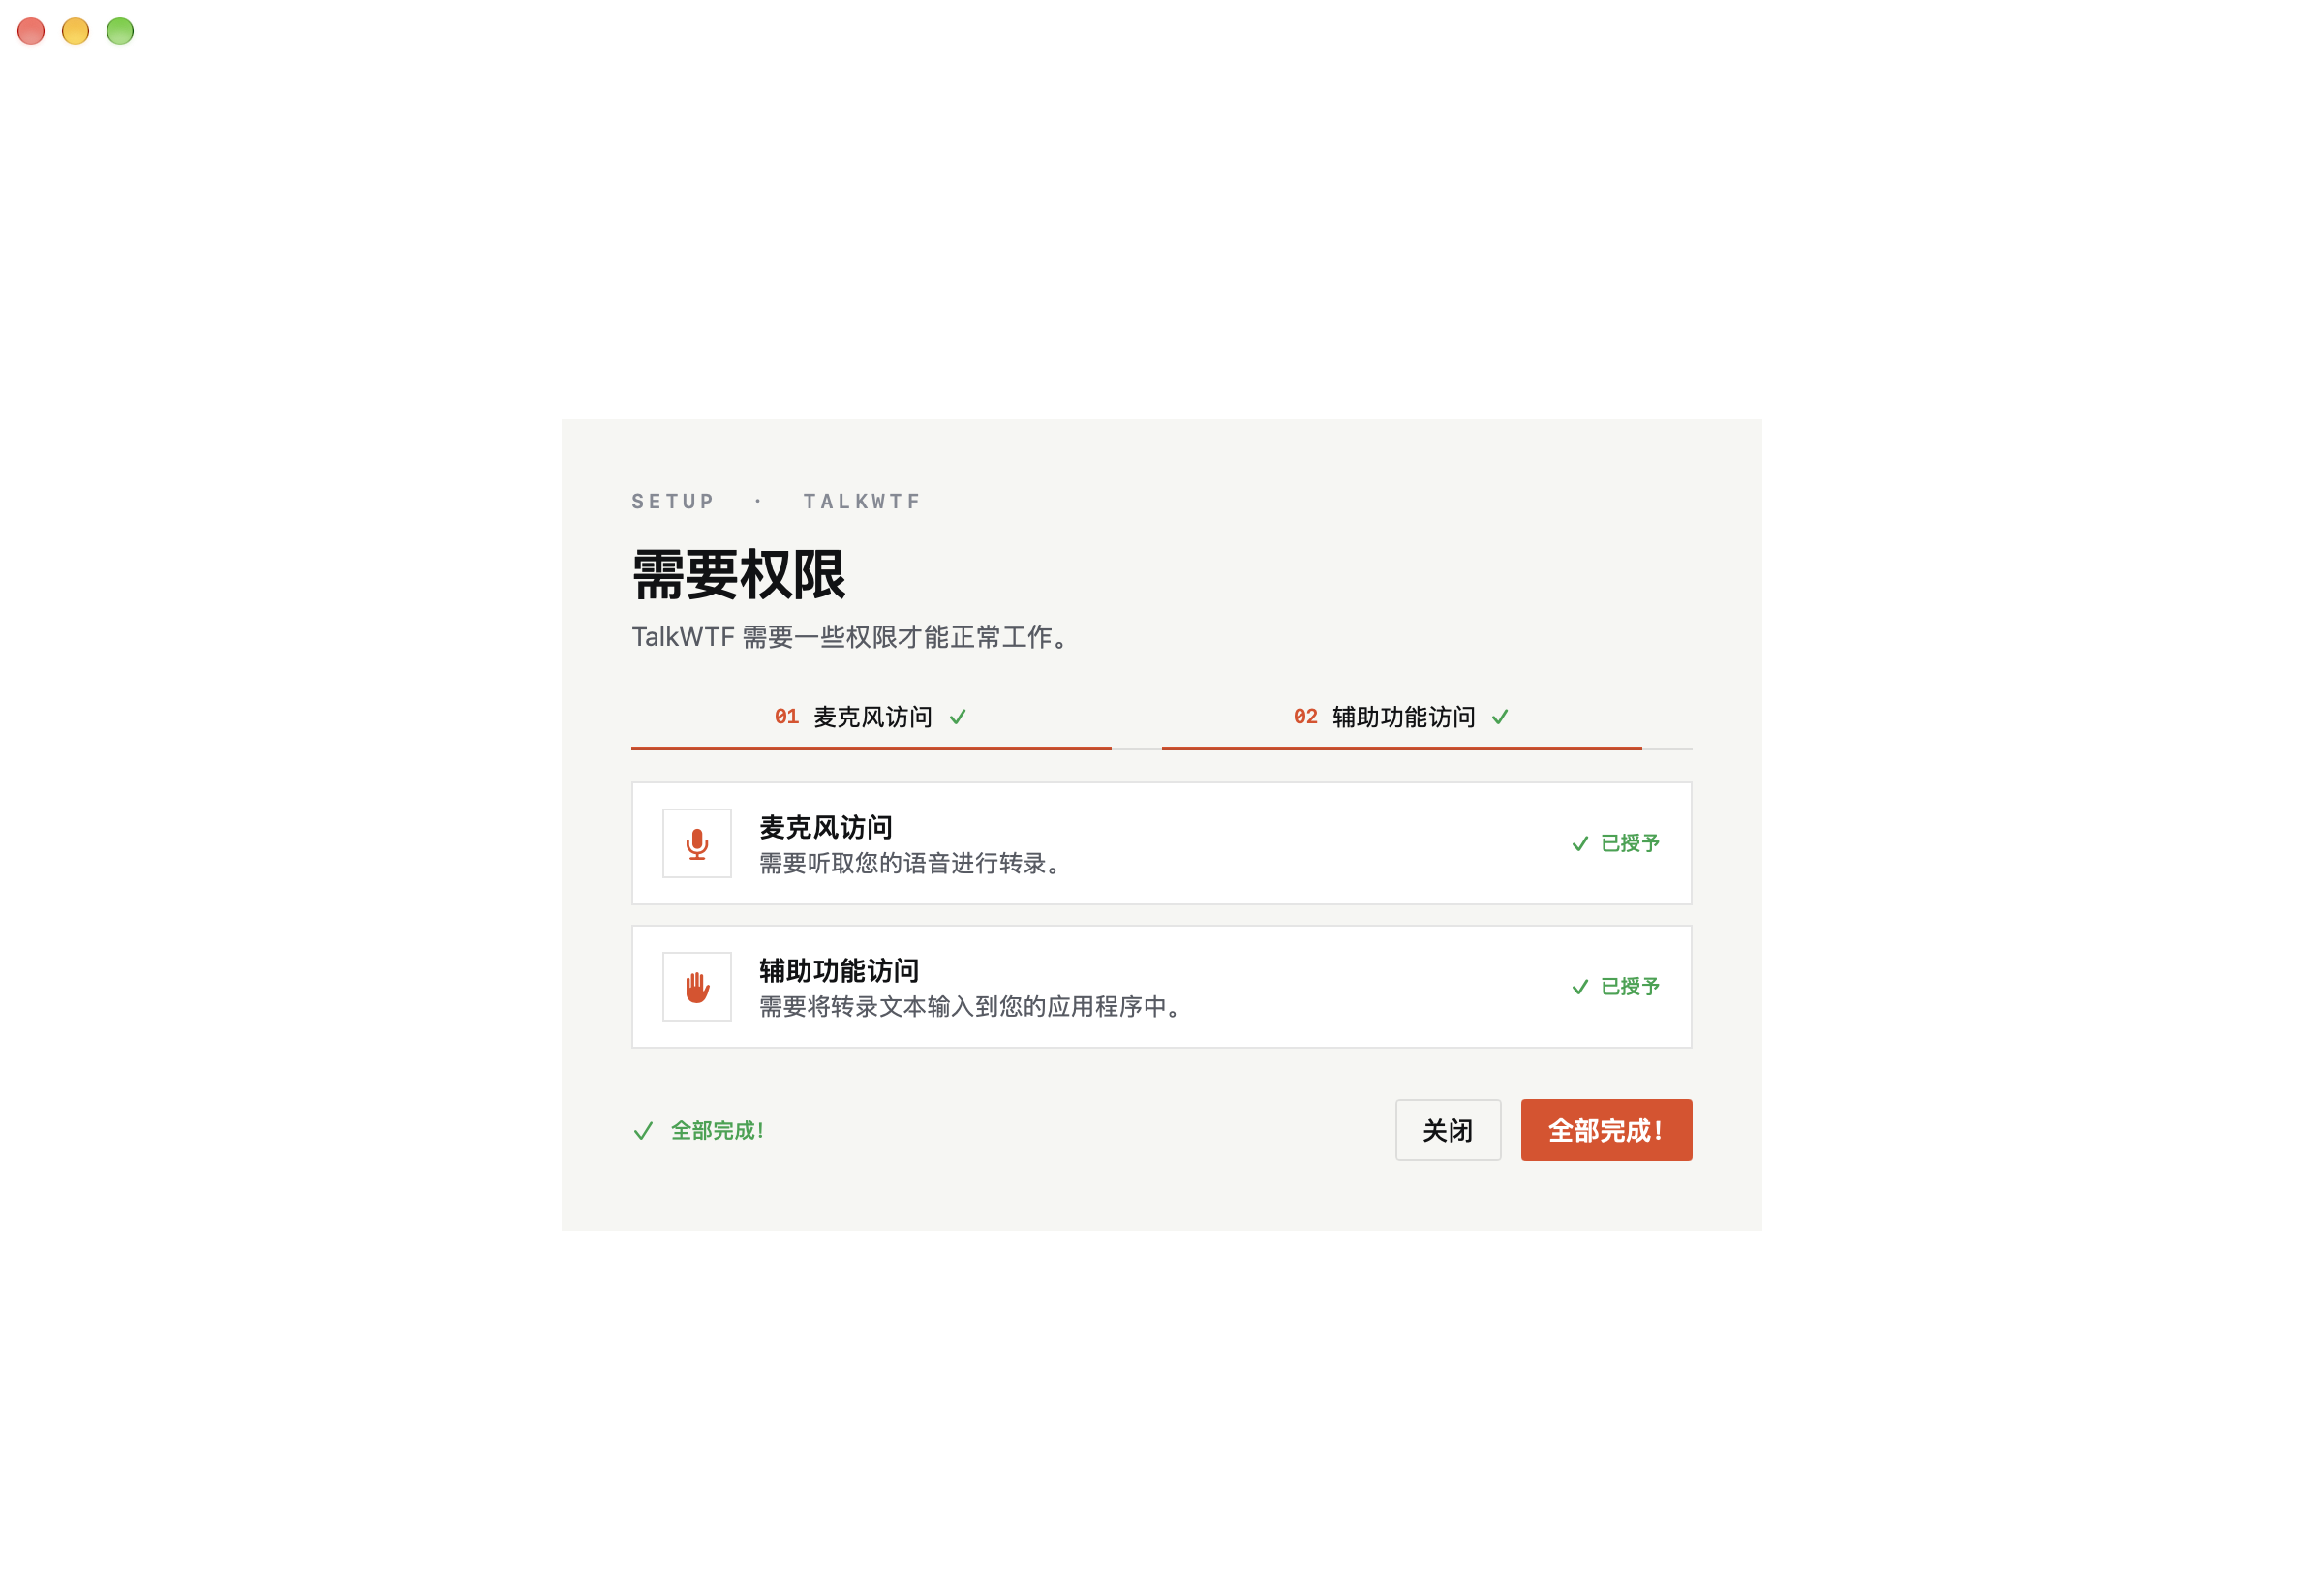 SETUP · TALKWTF
需要权限
TalkWTF 需要一些权限才能正常工作。
01 麦克风访问
02 辅助功能访问
麦克风访问
需要听取您的语音进行转录。
已授予
辅助功能访问
需要将转录文本输入到您的应用程序中。
已授予
全部完成！
关闭
全部完成！